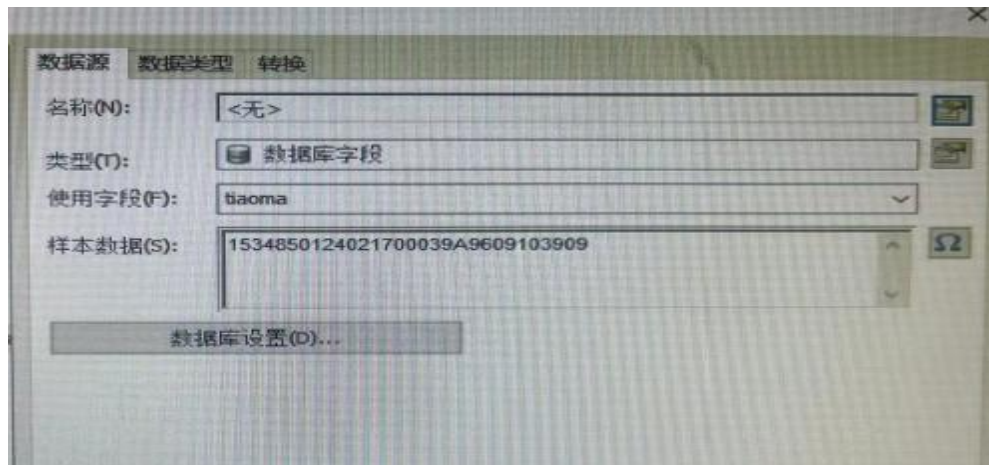 数据源 数据类型 转换
名称(N): <无>
类型(T): 数据库字段
使用字段(F): tiaoma
样本数据(S): 1534850124021700039A9609103909
数据库设置(D)...